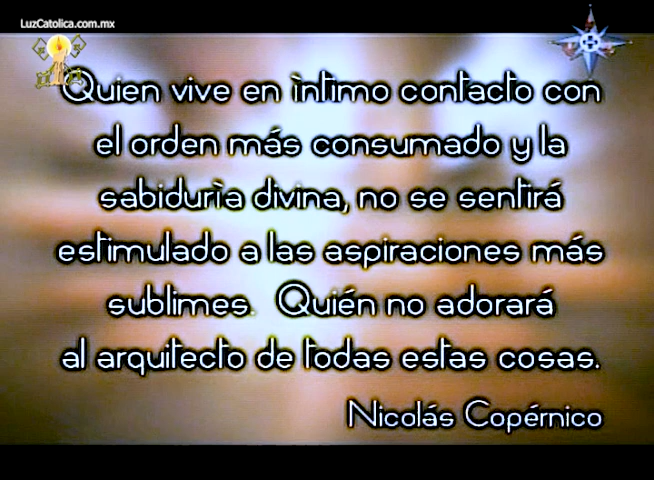 LuzCatolica.com.mx
Quien vive en ìntimo contacto con
el orden más consumado y la
sabidurìa divina, no se sentirá
estimulado a las aspiraciones más
sublimes. Quién no adorará
al arquitecto de todas estas cosas.
Nicolás Copérnico